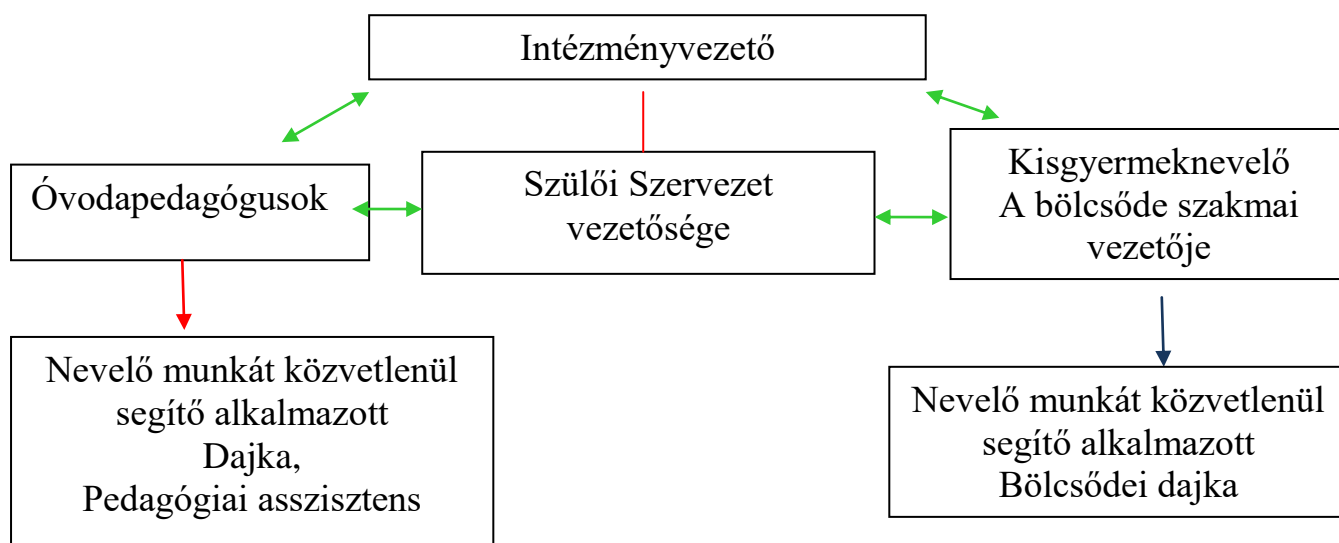 Intézményvezető
Óvodapedagógusok
Szülői Szervezet
vezetősége
Kisgyermeknevelő
A bölcsőde szakmai
vezetője
Nevelő munkát közvetlenül
segítő alkalmazott
Dajka,
Pedagógiai asszisztens
Nevelő munkát közvetlenül
segítő alkalmazott
Bölcsődei dajka